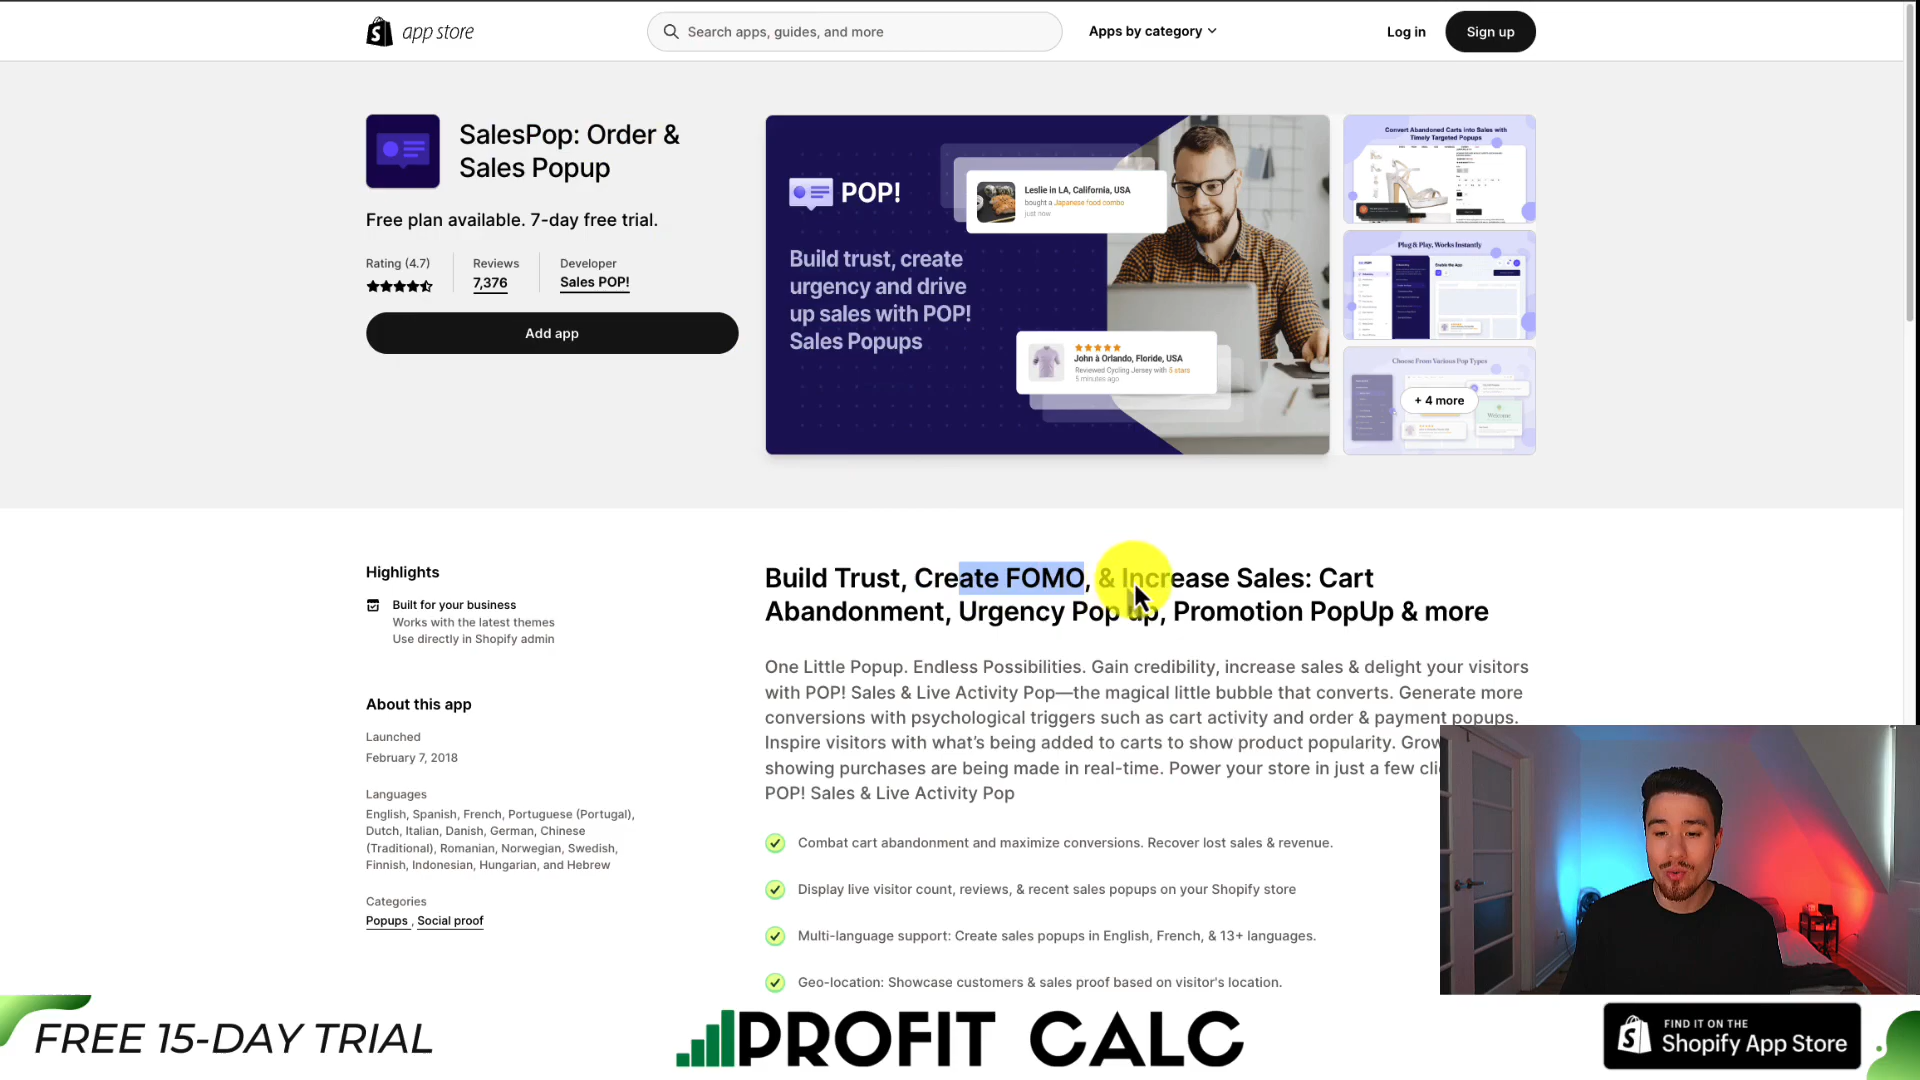 app store
Search apps, guides, and more
Apps by category
Log in
Sign up
SalesPop: Order &
Sales Popup
Free plan available. 7-day free trial.
Rating (4.7)
Reviews
7,376
Developer
Sales POP!
Add app
POP!
Build trust, create
urgency and drive
up sales with POP!
Sales Popups
Leslie in LA, California, USA
bought a Japanese food combo
just now
John à Orlando, Floride, USA
Reviewed Cycling Jersey with 5 stars
5 minutes ago
Convert Abandoned Carts into Sales with
Timely Targeted Popups
Plug & Play, Works Instantly
Choose From Various Pop Types
Welcome
+ 4 more
Highlights
Built for your business
Works with the latest themes
Use directly in Shopify admin
About this app
Launched
February 7, 2018
Languages
English, Spanish, French, Portuguese (Portugal),
Dutch, Italian, Danish, German, Chinese
(Traditional), Romanian, Norwegian, Swedish,
Finnish, Indonesian, Hungarian, and Hebrew
Categories
Popups , Social proof
Build Trust, Create FOMO, & Increase Sales: Cart
Abandonment, Urgency Pop up, Promotion PopUp & more
One Little Popup. Endless Possibilities. Gain credibility, increase sales & delight your visitors
with POP! Sales & Live Activity Pop—the magical little bubble that converts. Generate more
conversions with psychological triggers such as cart activity and order & payment popups.
Inspire visitors with what's being added to carts to show product popularity. Grow
showing purchases are being made in real-time. Power your store in just a few
POP! Sales & Live Activity Pop
Combat cart abandonment and maximize conversions. Recover lost sales & revenue.
Display live visitor count, reviews, & recent sales popups on your Shopify store
Multi-language support: Create sales popups in English, French, & 13+ languages.
Geo-location: Showcase customers & sales proof based on visitor's location.
FREE 15-DAY TRIAL
PROFIT CALC
FIND IT ON THE
Shopify App Store